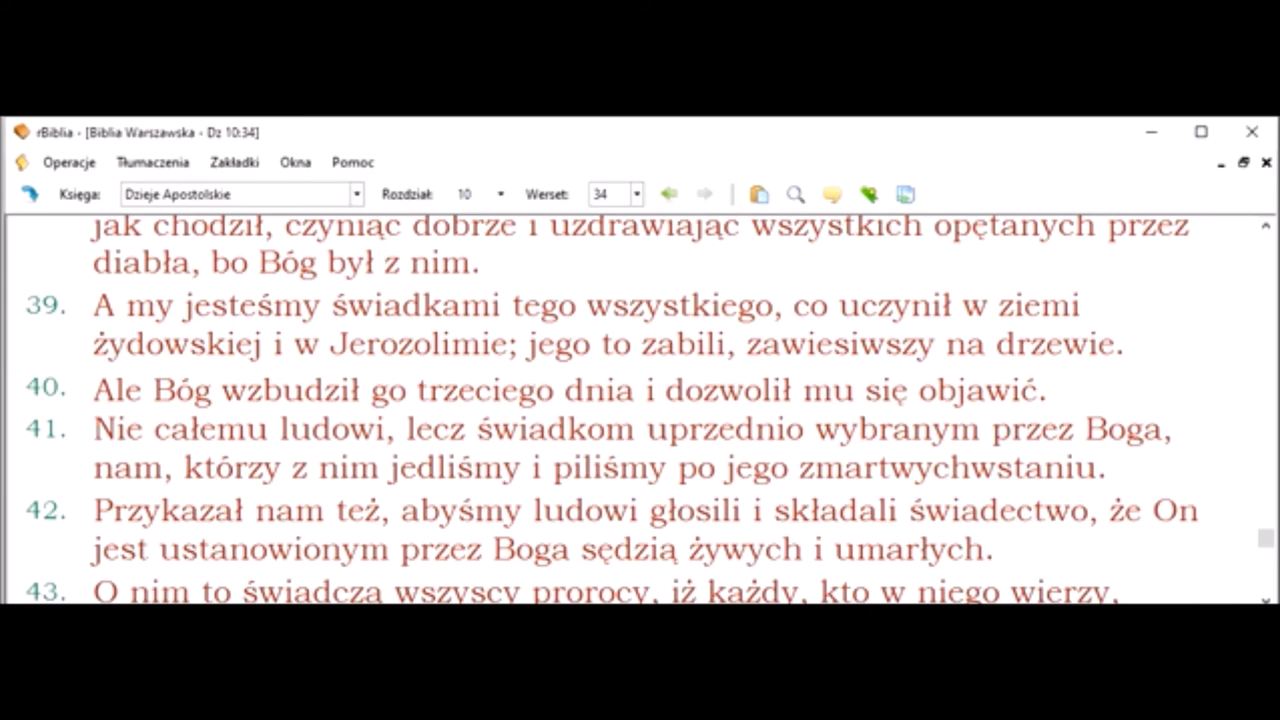 rBiblia - [Biblia Warszawska - Dz 10:34]
Operacje Tłumaczenia Zakładki Okna Pomoc
Księga: Dzieje Apostolskie Rozdział: 10 Werset: 34
jak chodził, czyniąc dobrze i uzdrawiając wszystkich opętanych przez
diabła, bo Bóg był z nim.
39. A my jesteśmy świadkami tego wszystkiego, co uczynił w ziemi
żydowskiej i w Jerozolimie; jego to zabili, zawiesiwszy na drzewie.
40. Ale Bóg wzbudził go trzeciego dnia i dozwolił mu się objawić.
41. Nie całemu ludowi, lecz świadkom uprzednio wybranym przez Boga,
nam, którzy z nim jedliśmy i piliśmy po jego zmartwychwstaniu.
42. Przykazał nam też, abyśmy ludowi głosili i składali świadectwo, że On
jest ustanowionym przez Boga sędzią żywych i umarłych.
43. O nim to świadczą wszyscy prorocy, iż każdy, kto w niego wierzy,